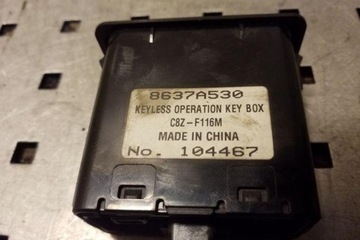 8637A530
KEYLESS OPERATION KEY BOX
C8Z-F116M
MADE IN CHINA
No. 104467